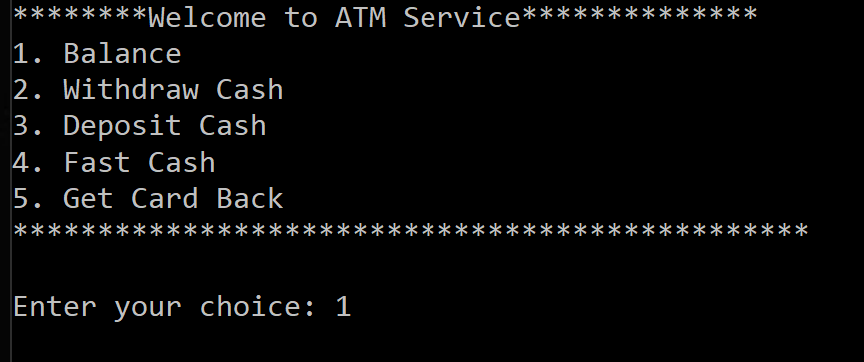 ********Welcome to ATM Service**************
1. Balance
2. Withdraw Cash
3. Deposit Cash
4. Fast Cash
5. Get Card Back
***********************************************
Enter your choice: 1